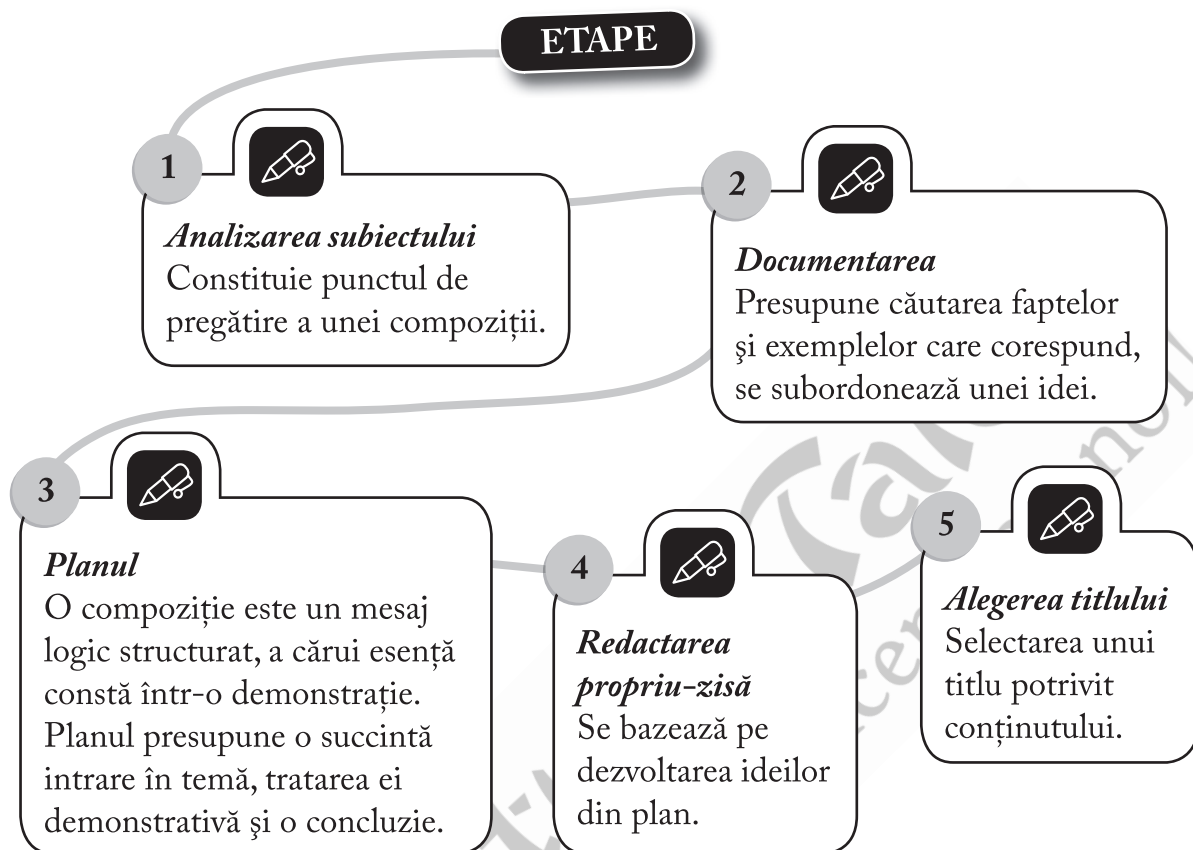 ETAPE
1
Analizarea subiectului
Constituie punctul de
pregătire a unei compoziții.
2
Documentarea
Presupune căutarea faptelor
şi exemplelor care corespund,
se subordonează unei idei.
3
Planul
O compoziție este un mesaj
logic structurat, a cărui esență
constă într-o demonstrație.
Planul presupune o succintă
intrare în temă, tratarea ei
demonstrativă şi o concluzie.
4
Redactarea
propriu-zisă
Se bazează pe
dezvoltarea ideilor
din plan.
5
Alegerea titlului
Selectarea unui
titlu potrivit
conținutului.